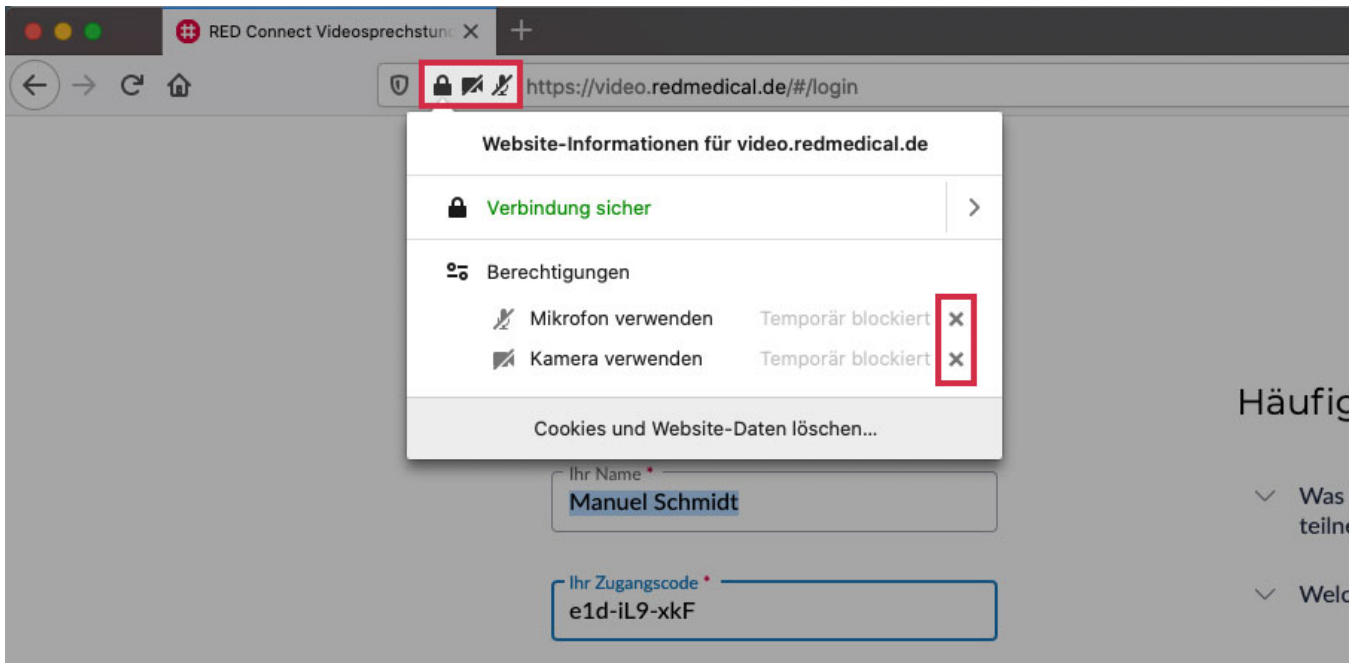 RED Connect Videosprechstun
https://video.redmedical.de/#/login
Website-Informationen für video.redmedical.de
Verbindung sicher
Berechtigungen
Mikrofon verwenden Temporär blockiert
Kamera verwenden Temporär blockiert
Cookies und Website-Daten löschen...
Ihr Name *
Manuel Schmidt
Ihr Zugangscode *
e1d-iL9-xkF
Häufig
Was
teilne
Welc